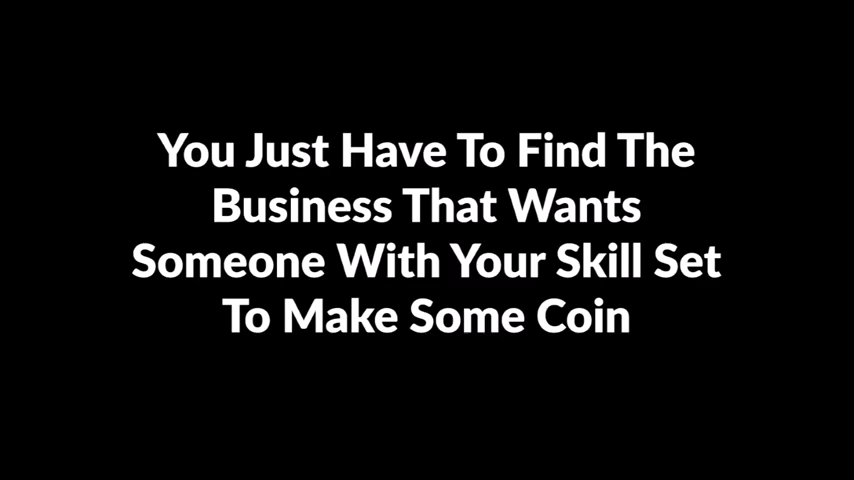 You Just Have To Find The
Business That Wants
Someone With Your Skill Set
To Make Some Coin